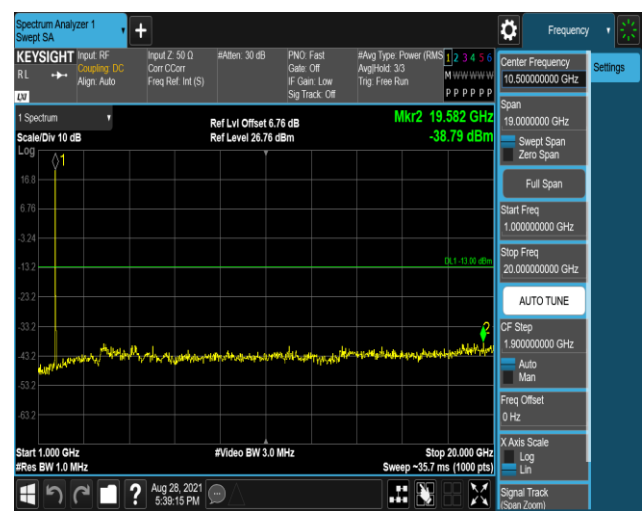 Spectrum Analyzer 1
Swept SA
+
Frequency
KEYSIGHT
RL
LXI
Input: RF
Coupling: DC
Align: Auto
Input Z: 50 Ω
Corr CCorr
Freq Ref: Int (S)
#Atten: 30 dB
PNO: Fast
Gate: Off
IF Gain: Low
Sig Track: Off
#Avg Type: Power (RMS
Avg|Hold: 3/3
Trig: Free Run
1 2 3 4 5 6
M W W W W W
P P P P P P
Center Frequency
10.500000000 GHz
Settings
1 Spectrum
Scale/Div 10 dB
Ref Lvl Offset 6.76 dB
Ref Level 26.76 dBm
Mkr2 19.582 GHz
-38.79 dBm
Span
19.0000000 GHz
Swept Span
Zero Span
Full Span
Start Freq
1.000000000 GHz
Stop Freq
20.000000000 GHz
AUTO TUNE
CF Step
1.900000000 GHz
Auto
Man
Freq Offset
0 Hz
X Axis Scale
Log
Lin
Signal Track
(Span Zoom)
Log
1
16.8
6.76
-3.24
-13.2
DL1 -13.00 dBm
-23.2
-33.2
2
-43.2
-53.2
-63.2
Start 1.000 GHz
#Res BW 1.0 MHz
#Video BW 3.0 MHz
Stop 20.000 GHz
Sweep ~35.7 ms (1000 pts)
?
Aug 28, 2021
5:39:15 PM